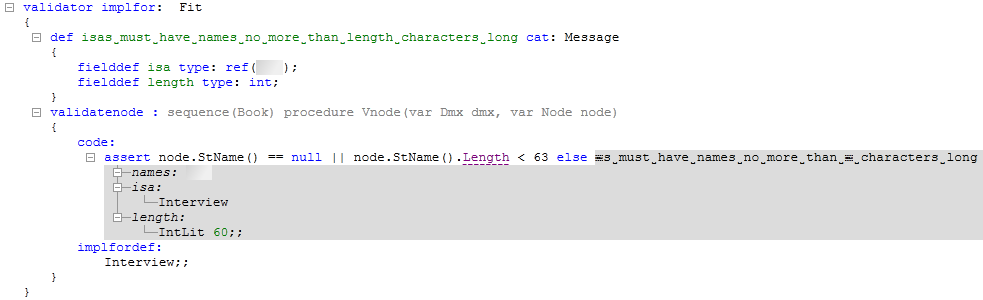 validator implfor: Fit
{
def isas_must_have_names_no_more_than_length_characters_long cat: Message
{
fielddef isa type: ref( );
fielddef length type: int;
}
validatenode : sequence(Book) procedure Vnode(var Dmx dmx, var Node node)
{
code:
assert node.StName() == null || node.StName().Length < 63 else s_must_have_names_no_more_than_ _characters_long
names:
isa:
Interview
length:
IntLit 60;;
implfordef:
Interview;;
}
}